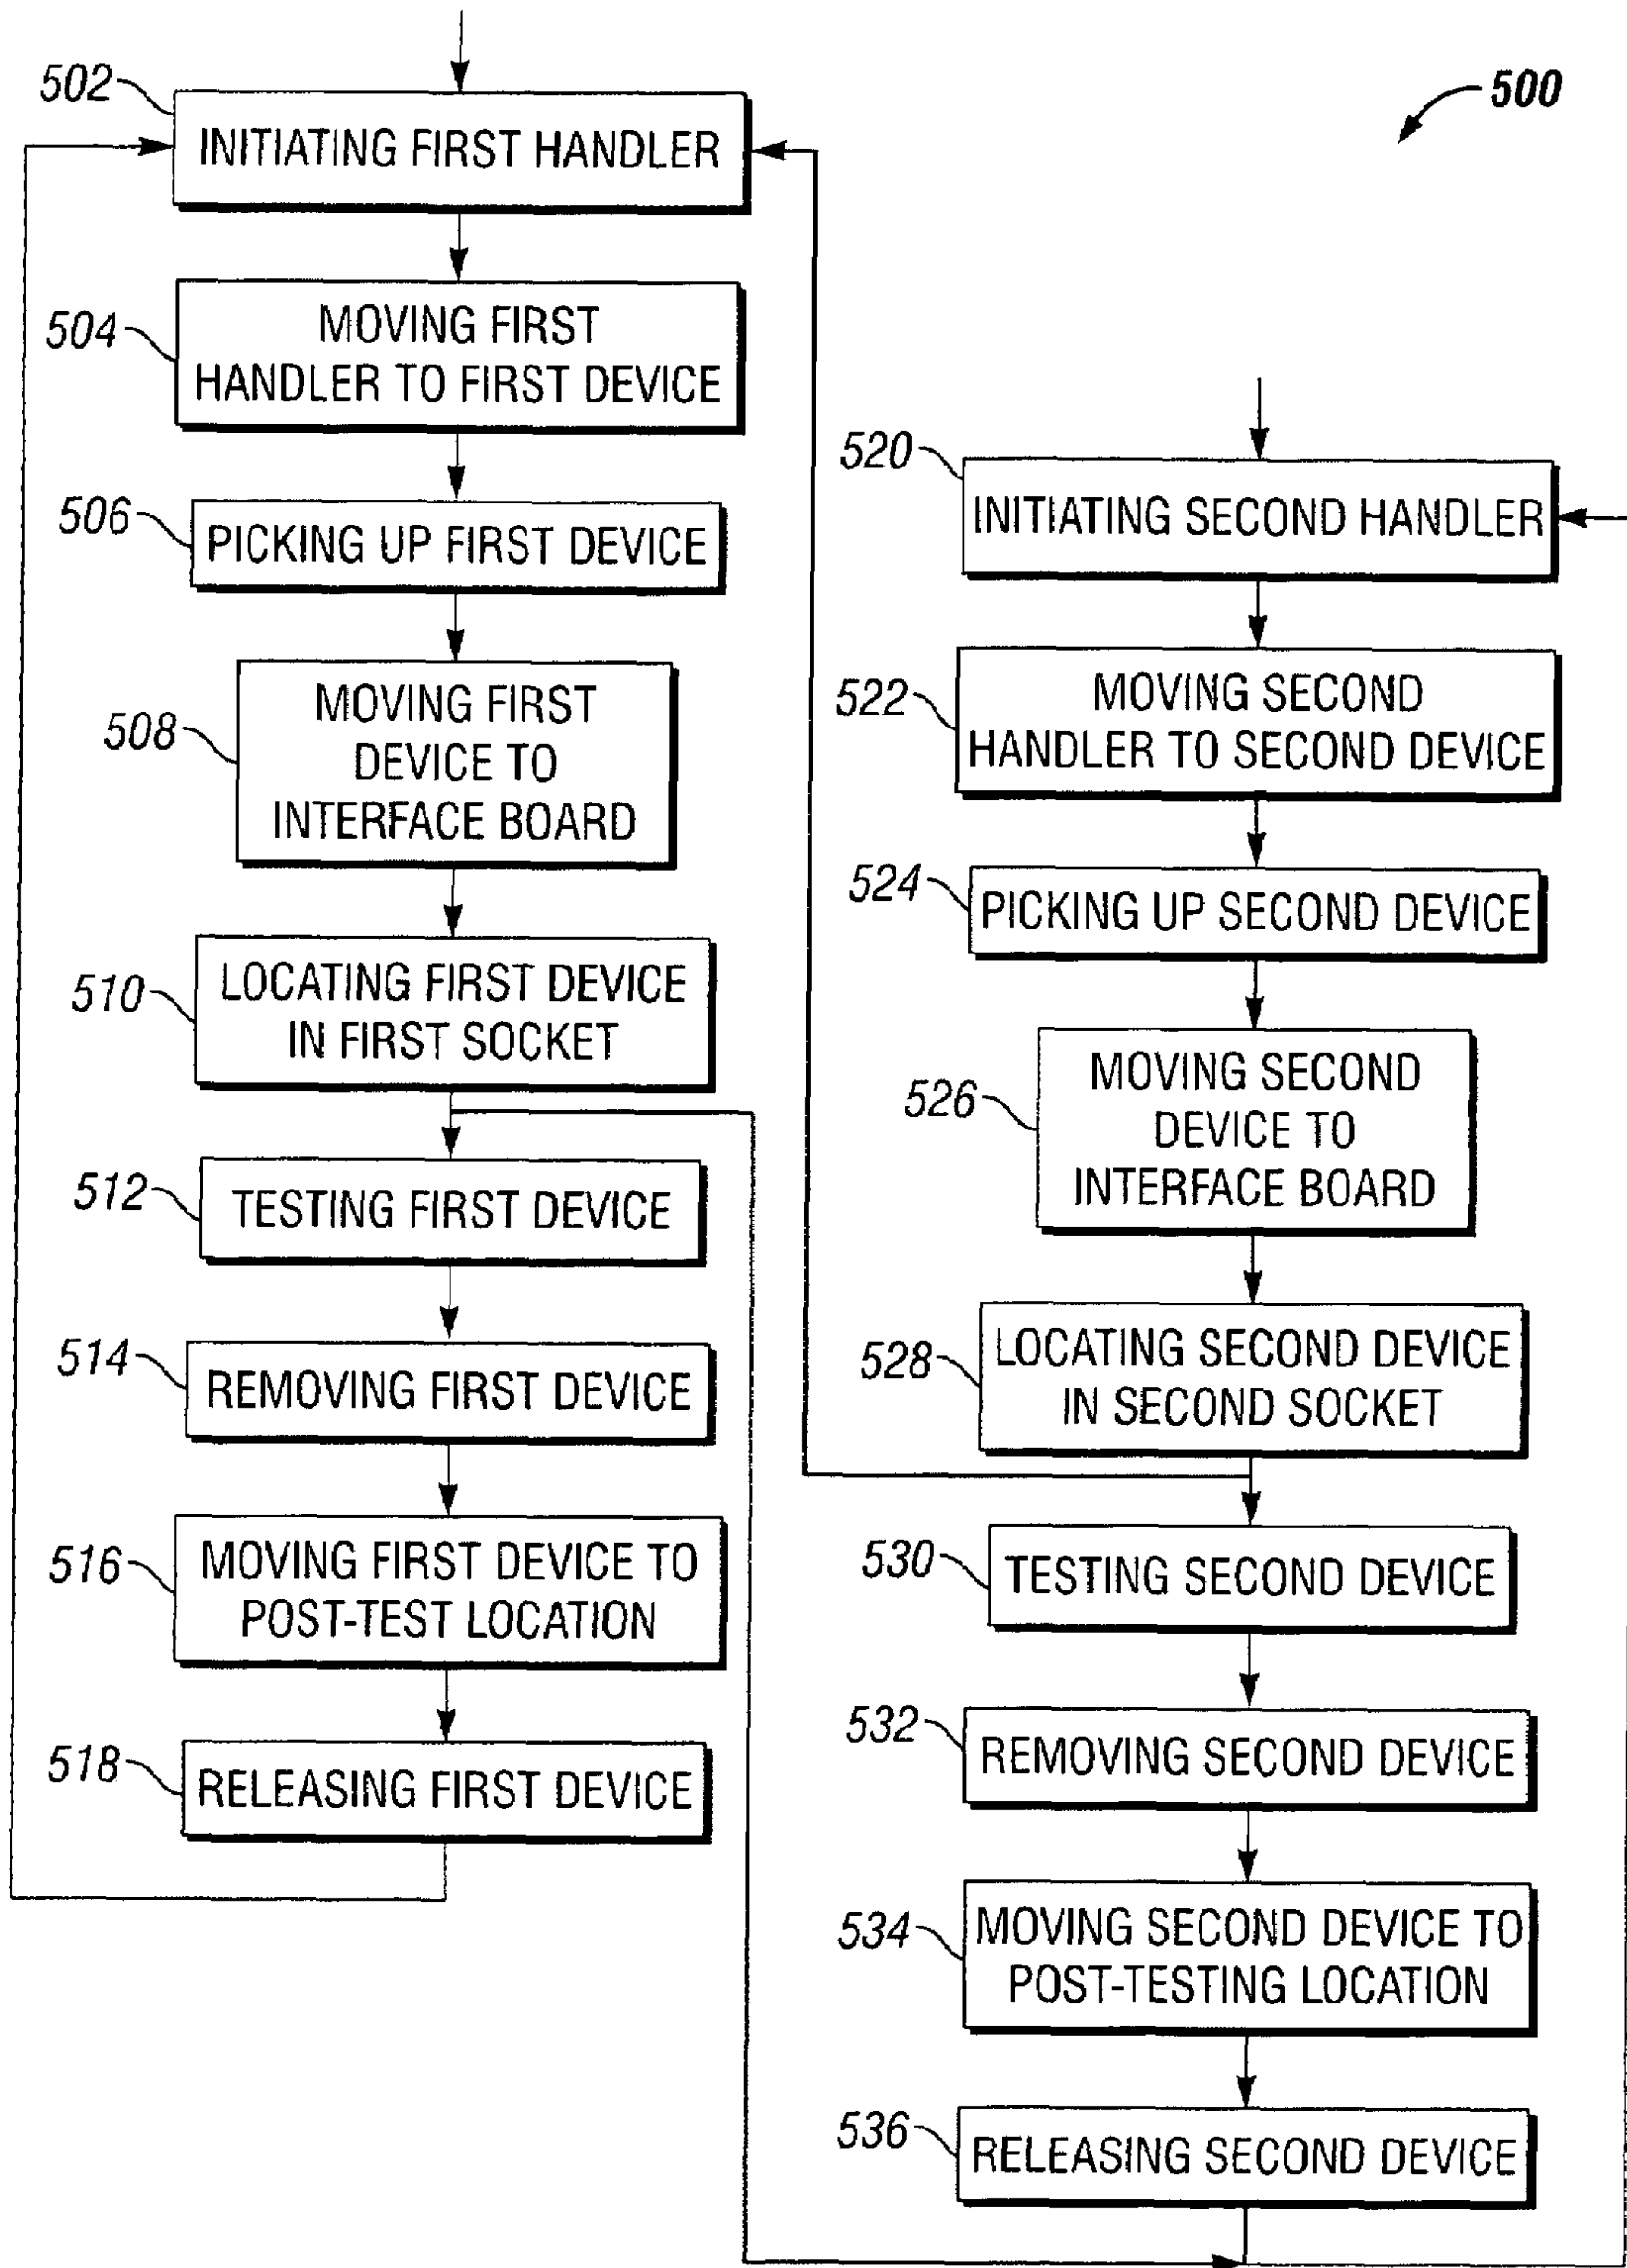 500
502
INITIATING FIRST HANDLER
504
MOVING FIRST
HANDLER TO FIRST DEVICE
506
PICKING UP FIRST DEVICE
508
MOVING FIRST
DEVICE TO
INTERFACE BOARD
510
LOCATING FIRST DEVICE
IN FIRST SOCKET
512
TESTING FIRST DEVICE
514
REMOVING FIRST DEVICE
516
MOVING FIRST DEVICE TO
POST-TEST LOCATION
518
RELEASING FIRST DEVICE
520
INITIATING SECOND HANDLER
522
MOVING SECOND
HANDLER TO SECOND DEVICE
524
PICKING UP SECOND DEVICE
526
MOVING SECOND
DEVICE TO
INTERFACE BOARD
528
LOCATING SECOND DEVICE
IN SECOND SOCKET
530
TESTING SECOND DEVICE
532
REMOVING SECOND DEVICE
534
MOVING SECOND DEVICE TO
POST-TESTING LOCATION
536
RELEASING SECOND DEVICE